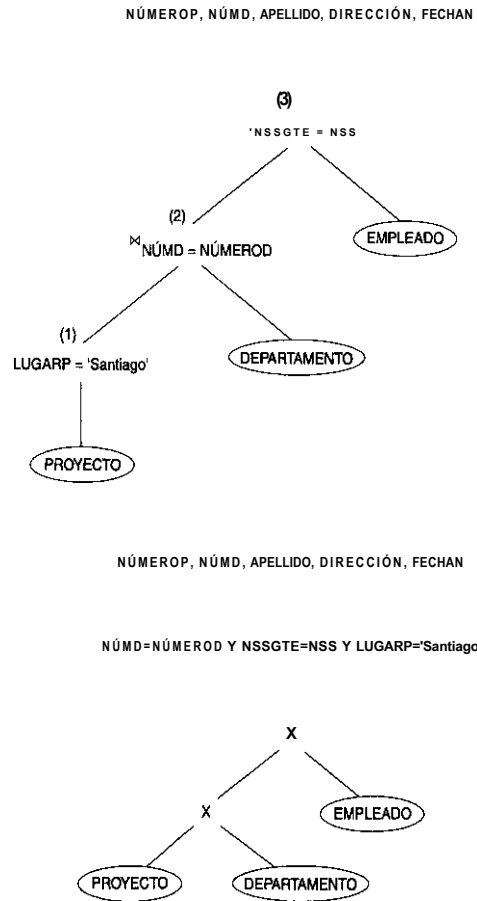 NÚMEROP, NÚMD, APELLIDO, DIRECCIÓN, FECHAN
(3)
'NSSGTE = NSS
(2)
⋈NÚMD = NÚMEROD
EMPLEADO
(1)
LUGARP = 'Santiago'
DEPARTAMENTO
PROYECTO
NÚMEROP, NÚMD, APELLIDO, DIRECCIÓN, FECHAN
NÚMD=NÚMEROD Y NSSGTE=NSS Y LUGARP='Santiago
X
X
EMPLEADO
PROYECTO
DEPARTAMENTO